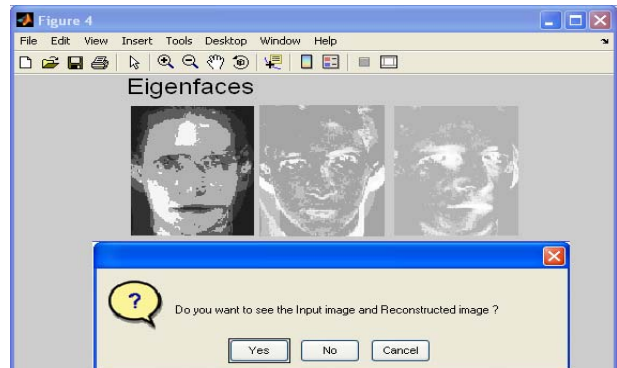 Figure 4
File Edit View Insert Tools Desktop Window Help
Eigenfaces
?
Do you want to see the Input image and Reconstructed image ?
Yes No Cancel